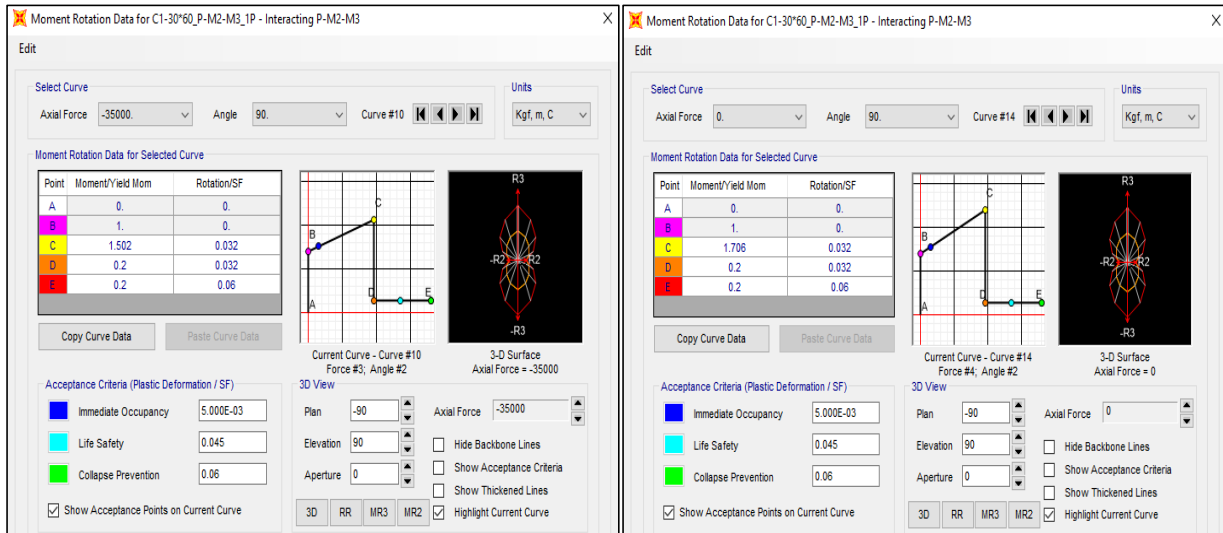 Moment Rotation Data for C1-30*60_P-M2-M3_1P - Interacting P-M2-M3
X
Edit
Select Curve
Units
Axial Force -35000. Angle 90. Curve #10 Kgf, m, C
Moment Rotation Data for Selected Curve
Point Moment/Yield Mom Rotation/SF
A 0. 0.
B 1. 0.
C 1.502 0.032
D 0.2 0.032
E 0.2 0.06
A
B
C
D
E
R3
-R2
R2
-R3
Copy Curve Data Paste Curve Data
Current Curve - Curve #10
Force #3; Angle #2
3-D Surface
Axial Force = -35000
Acceptance Criteria (Plastic Deformation / SF)
Immediate Occupancy 5.000E-03
Life Safety 0.045
Collapse Prevention 0.06
Show Acceptance Points on Current Curve
3D View
Plan -90 Axial Force -35000
Elevation 90
Aperture 0
Hide Backbone Lines
Show Acceptance Criteria
Show Thickened Lines
3D RR MR3 MR2 Highlight Current Curve
Moment Rotation Data for C1-30*60_P-M2-M3_1P - Interacting P-M2-M3
X
Edit
Select Curve
Units
Axial Force 0. Angle 90. Curve #14 Kgf, m, C
Moment Rotation Data for Selected Curve
Point Moment/Yield Mom Rotation/SF
A 0. 0.
B 1. 0.
C 1.706 0.032
D 0.2 0.032
E 0.2 0.06
A
B
C
D
E
R3
-R2
R2
-R3
Copy Curve Data Paste Curve Data
Current Curve - Curve #14
Force #4; Angle #2
3-D Surface
Axial Force = 0
Acceptance Criteria (Plastic Deformation / SF)
Immediate Occupancy 5.000E-03
Life Safety 0.045
Collapse Prevention 0.06
Show Acceptance Points on Current Curve
3D View
Plan -90 Axial Force 0
Elevation 90
Aperture 0
Hide Backbone Lines
Show Acceptance Criteria
Show Thickened Lines
3D RR MR3 MR2 Highlight Current Curve